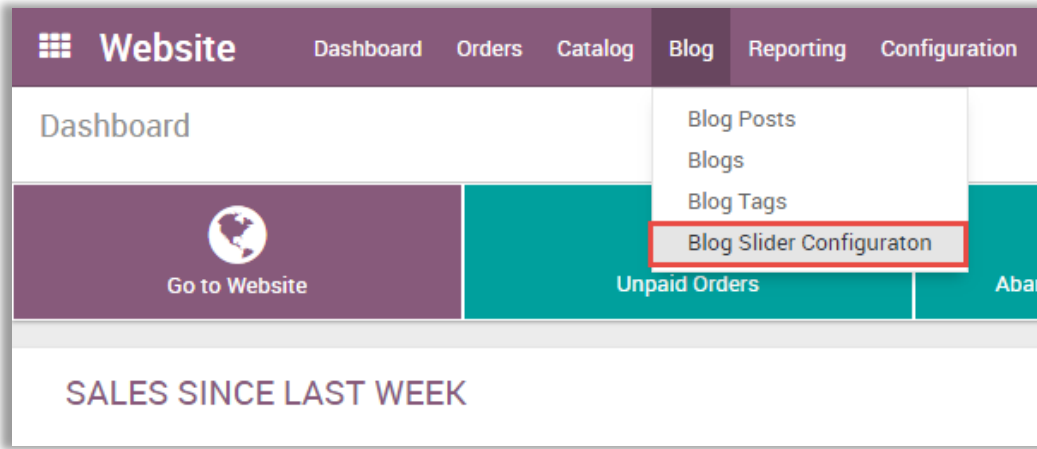 Website Dashboard Orders Catalog Blog Reporting Configuration
Dashboard
Blog Posts
Blogs
Blog Tags
Blog Slider Configuraton
Go to Website
Unpaid Orders
SALES SINCE LAST WEEK